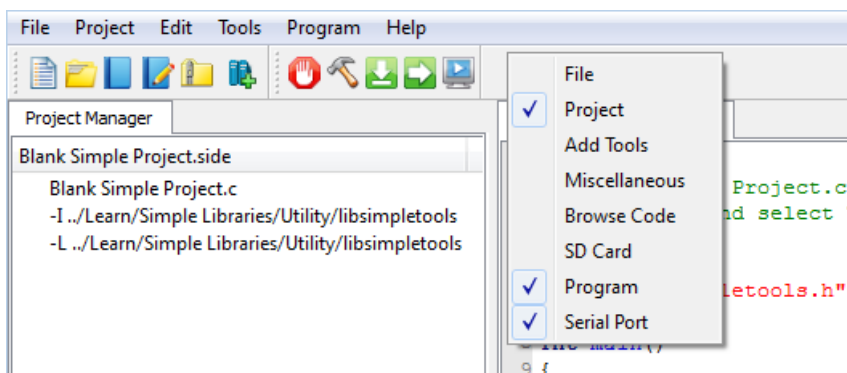 File Project Edit Tools Program Help
Project Manager
Blank Simple Project.side
Blank Simple Project.c
-I ../Learn/Simple Libraries/Utility/libsimpletools
-L ../Learn/Simple Libraries/Utility/libsimpletools
File
Project
Add Tools
Miscellaneous
Browse Code
SD Card
Program
Serial Port
Project.c
nd select
letools.h"
int main()
9 {